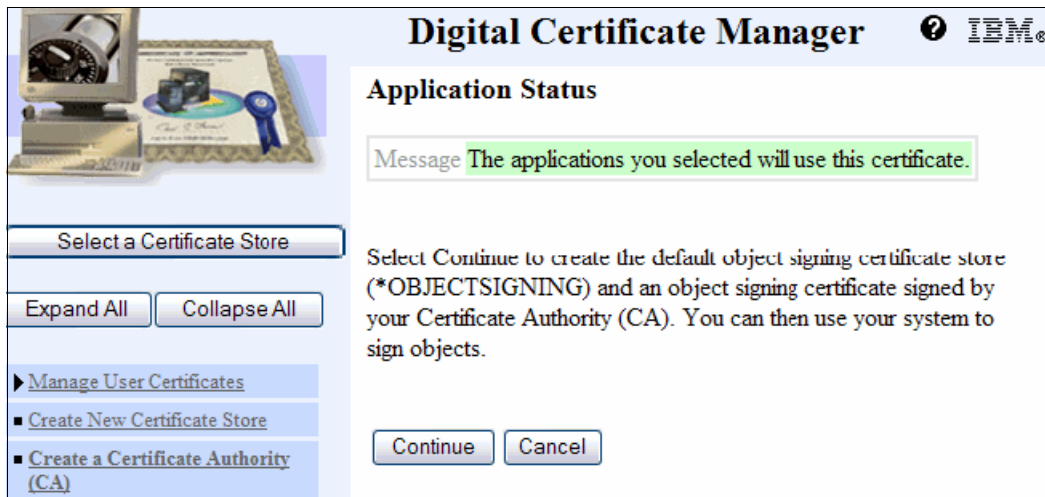 Digital Certificate Manager
? IBM®
Application Status
Message The applications you selected will use this certificate.
Select a Certificate Store
Select Continue to create the default object signing certificate store
(*OBJECTSIGNING) and an object signing certificate signed by
your Certificate Authority (CA). You can then use your system to
sign objects.
Expand All
Collapse All
Manage User Certificates
Create New Certificate Store
Create a Certificate Authority
(CA)
Continue
Cancel